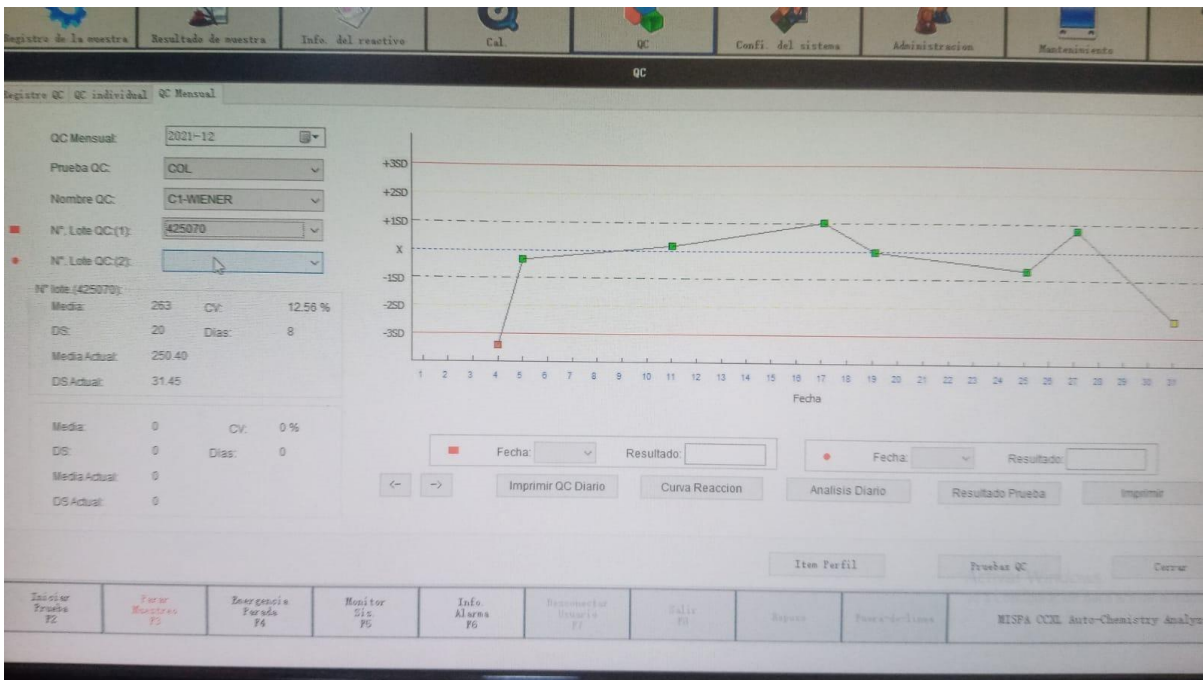 Registro de la muestra Resultado de muestra Info. del reactivo Cal. QC Confi. del sistema Administracion Mantenimiento
QC
Registro QC QC individual QC Mensual
QC Mensual: 2021-12
Prueba QC: COL
Nombre QC: C1-WIENER
N°. Lote QC:(1): 425070
N°. Lote QC:(2):
N° lote (425070):
Media: 263 CV: 12.56 %
DS: 20 Dias: 8
Media Actual: 250.40
DS Actual: 31.45
Media: 0 CV: 0 %
DS: 0 Dias: 0
Media Actual: 0
DS Actual: 0
+3SD
+2SD
+1SD
X
-1SD
-2SD
-3SD
1 2 3 4 5 6 7 8 9 10 11 12 13 14 15 16 17 18 19 20 21 22 23 24 25 26 27 28 29 30 31
Fecha
Fecha: Resultado: Fecha: Resultado:
<- -> Imprimir QC Diario Curva Reaccion Analisis Diario Resultado Prueba Imprimir
Item Perfil Pruebas QC Cerrar
Iniciar Prueba F2
Parar Muestreo F3
Emergencia Parada F4
Monitor Sis. F5
Info. Alarma F6
Desconectar Usuario F7
Salir
MISPA CCXL Auto-Chemistry Analyz